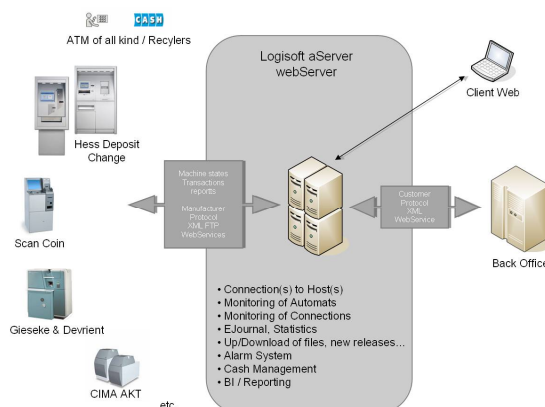 CASH
ATM of all kind / Recylers
Hess Deposit
Change
Scan Coin
Gieseke & Devrient
CIMA AKT
etc
Machine states
Transactions
reports
Manufacturer
Protocol
XML FTP
WebServices
Logisoft aServer
webServer
• Connection(s) to Host(s)
• Monitoring of Automats
• Monitoring of Connections
• EJournal, Statistics
• Up/Download of files, new releases...
• Alarm System
• Cash Management
• BI / Reporting
Customer
Protocol
XML
WebService
Client Web
Back Office